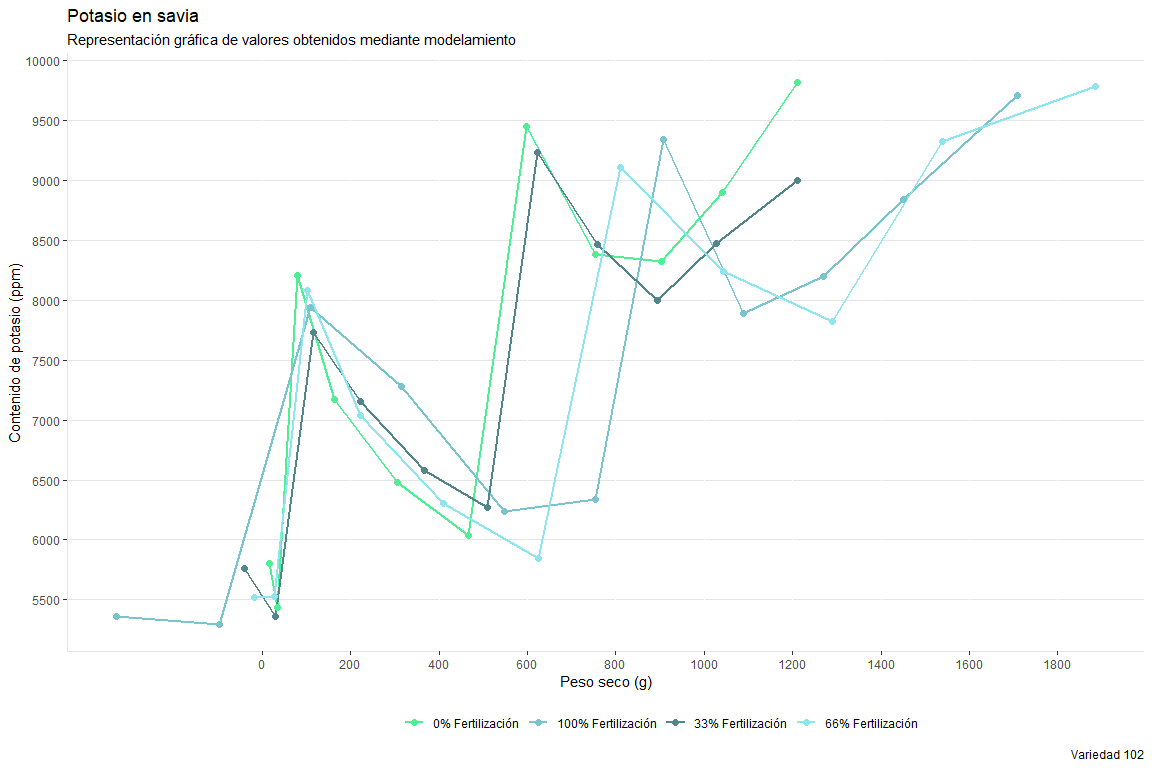 Potasio en savia
Representación gráfica de valores obtenidos mediante modelamiento
10000
9500
9000
8500
8000
7500
7000
6500
6000
5500
Contenido de potasio (ppm)
0 200 400 600 800 1000 1200 1400 1600 1800
Peso seco (g)
0% Fertilización 100% Fertilización 33% Fertilización 66% Fertilización
Variedad 102